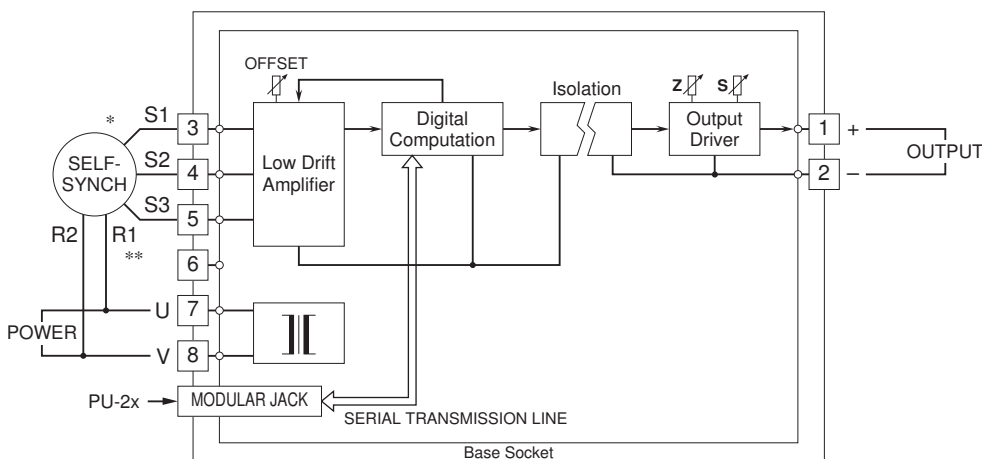 OFFSET
Isolation
Z
S
*
S1
3
Digital
Computation
Output
Driver
1
+
SELF-
SYNCH
S2
4
Low Drift
Amplifier
OUTPUT
2
–
S3
5
R2
R1
**
6
U
7
POWER
V
8
PU-2x
MODULAR JACK
SERIAL TRANSMISSION LINE
Base Socket